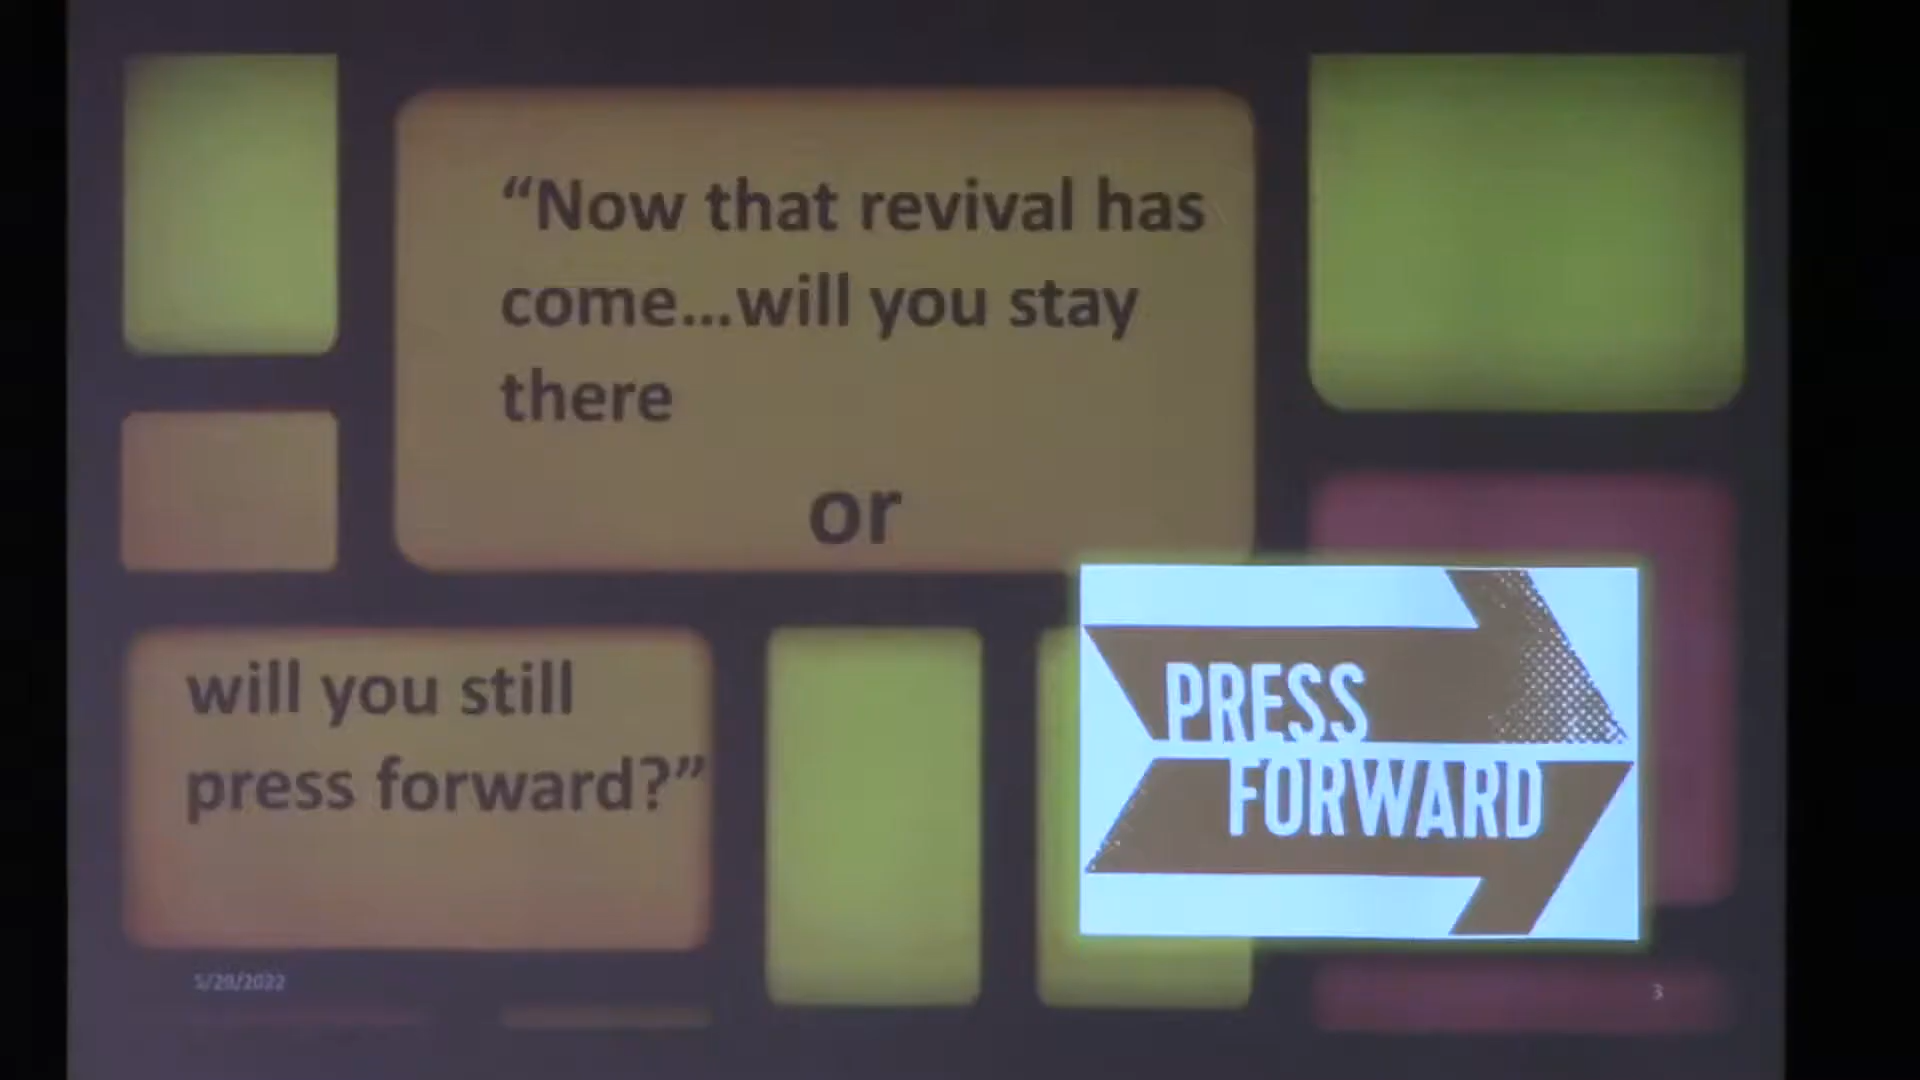 “Now that revival has
come...will you stay
there
or
will you still
press forward?”
PRESS
FORWARD
5/20/2022
3